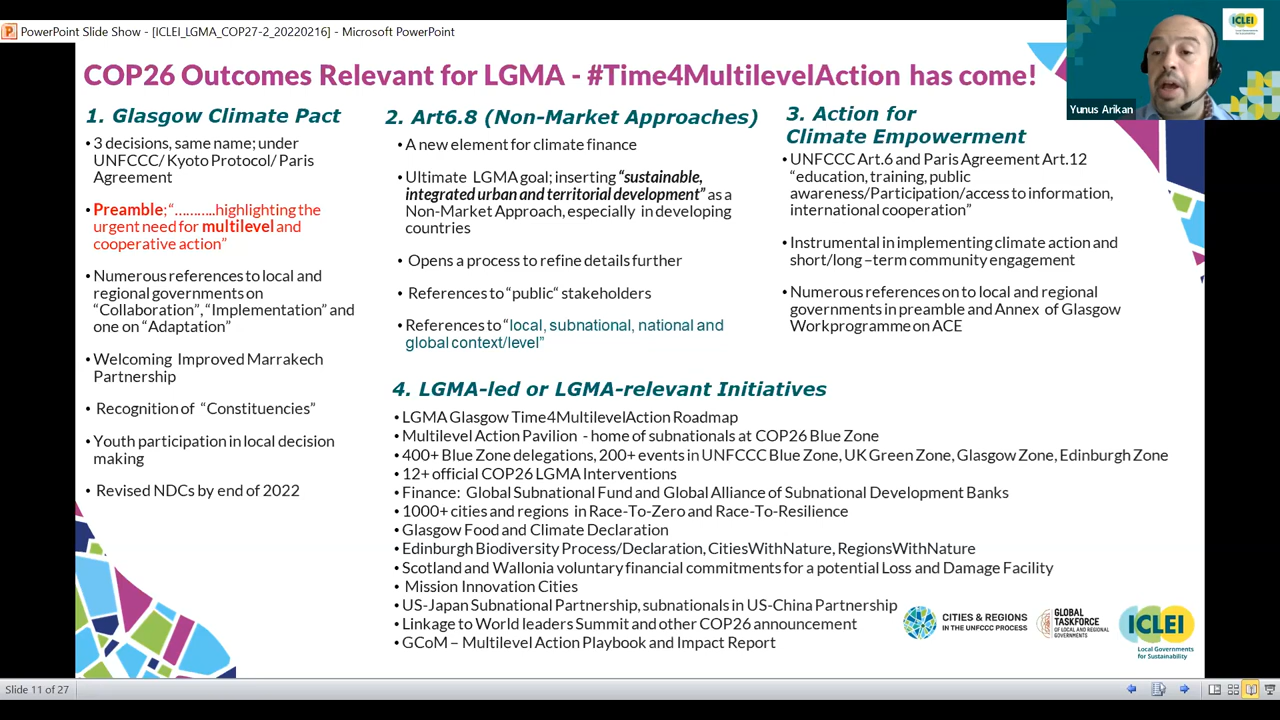 PowerPoint Slide Show - [ICLEI_LGMA_COP27-2_20220216] - Microsoft PowerPoint
ICLEI
Local Governments
for Sustainability
Yunus Arikan
COP26 Outcomes Relevant for LGMA - #Time4MultilevelAction has come!
1. Glasgow Climate Pact
• 3 decisions, same name; under
UNFCCC/ Kyoto Protocol/ Paris
Agreement
• Preamble; “………..highlighting the
urgent need for multilevel and
cooperative action”
• Numerous references to local and
regional governments on
“Collaboration”, “Implementation” and
one on “Adaptation”
• Welcoming Improved Marrakech
Partnership
• Recognition of “Constituencies”
• Youth participation in local decision
making
• Revised NDCs by end of 2022
2. Art6.8 (Non-Market Approaches)
• A new element for climate finance
• Ultimate LGMA goal; inserting “sustainable,
integrated urban and territorial development” as a
Non-Market Approach, especially in developing
countries
• Opens a process to refine details further
• References to “public“ stakeholders
• References to “local, subnational, national and
global context/level”
3. Action for
Climate Empowerment
• UNFCCC Art.6 and Paris Agreement Art.12
“education, training, public
awareness/Participation/access to information,
international cooperation”
• Instrumental in implementing climate action and
short/long –term community engagement
• Numerous references on to local and regional
governments in preamble and Annex of Glasgow
Workprogramme on ACE
4. LGMA-led or LGMA-relevant Initiatives
• LGMA Glasgow Time4MultilevelAction Roadmap
• Multilevel Action Pavilion - home of subnationals at COP26 Blue Zone
• 400+ Blue Zone delegations, 200+ events in UNFCCC Blue Zone, UK Green Zone, Glasgow Zone, Edinburgh Zone
• 12+ official COP26 LGMA Interventions
• Finance: Global Subnational Fund and Global Alliance of Subnational Development Banks
• 1000+ cities and regions in Race-To-Zero and Race-To-Resilience
• Glasgow Food and Climate Declaration
• Edinburgh Biodiversity Process/Declaration, CitiesWithNature, RegionsWithNature
• Scotland and Wallonia voluntary financial commitments for a potential Loss and Damage Facility
• Mission Innovation Cities
• US-Japan Subnational Partnership, subnationals in US-China Partnership
• Linkage to World leaders Summit and other COP26 announcement
• GCoM – Multilevel Action Playbook and Impact Report
CITIES & REGIONS
IN THE UNFCCC PROCESS
GLOBAL
TASKFORCE
OF LOCAL AND REGIONAL
GOVERNMENTS
ICLEI
Local Governments
for Sustainability
Slide 11 of 27